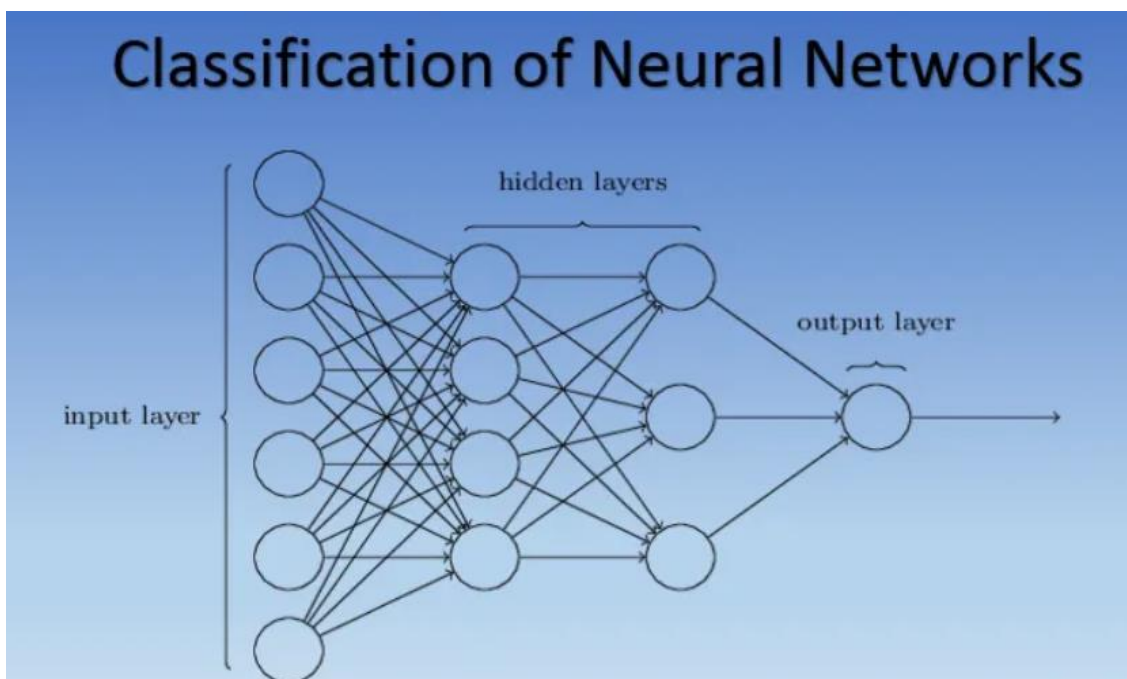 Classification of Neural Networks
hidden layers
output layer
input layer